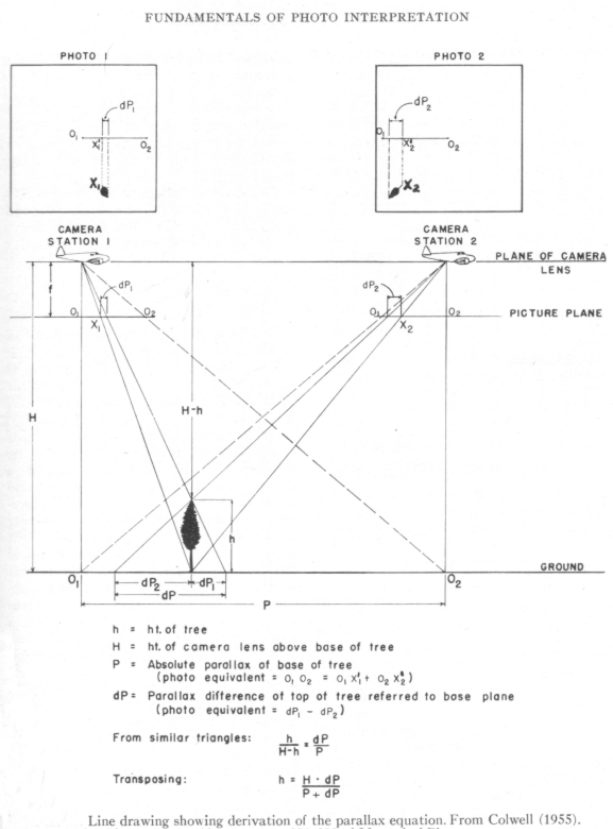 FUNDAMENTALS OF PHOTO INTERPRETATION
PHOTO 1
PHOTO 2
dP₁
dP₂
O₁
X₁ᴮ
O₂
O₁
X₂ᴮ
O₂
X₁
X₂
CAMERA
STATION 1
CAMERA
STATION 2
PLANE OF CAMERA
LENS
f
dP₁
dP₂
O₁
X₁
O₂
O₁
X₂
O₂
PICTURE PLANE
H
H-h
h
O₁
O₂
GROUND
dP₂
dP₁
dP
P
h = ht. of tree
H = ht. of camera lens above base of tree
P = Absolute parallax of base of tree
(photo equivalent = O₁ O₂ = O₁ X₁ᴮ + O₂ X₂ᴮ)
dP = Parallax difference of top of tree referred to base plane
(photo equivalent = dP₁ - dP₂)
From similar triangles: h/H-h = dP/P
Transposing: h = H · dP/P + dP
Line drawing showing derivation of the parallax equation. From Colwell (1955).